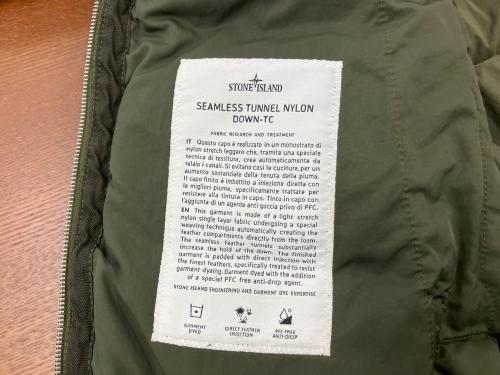 STONE ISLAND
SEAMLESS TUNNEL NYLON
DOWN-TC
FABRIC RESEARCH AND TREATMENT
IT Questo capo è realizzato in un monostrato di
nylon stretch leggero che, tramita una speciale
tecnica di tessitura, crea automaticamente da
telaio i canali. Si evitano così la cuciture, per un
aumento sostanziale della tenuta della piuma.
Il capo finito è imbottito a iniezione diretta con
le migliori piume, specificamente trattate per
resistere alla tintura in capo. Tinto in capo con
l'aggiunta di un agente anti goccia privo di PFC.
EN This garment is made of a light stretch
nylon single layer fabric undergoing a special
weaving technique automatically creating the
feather compartments directly from the loom.
The seamless feather tunnels substantially
increase the hold of the down. The finished
garment is padded with direct injection with
the finest feathers, specifically treated to resist
garment dyeing. Garment dyed with the addition
of a special PFC free anti-drop agent.
STONE ISLAND ENGINEERING AND GARMENT DYE EXPERTISE.
GARMENT
DYED
DIRECT FEATHER
INJECTION
PFC FREE
ANTI-DROP